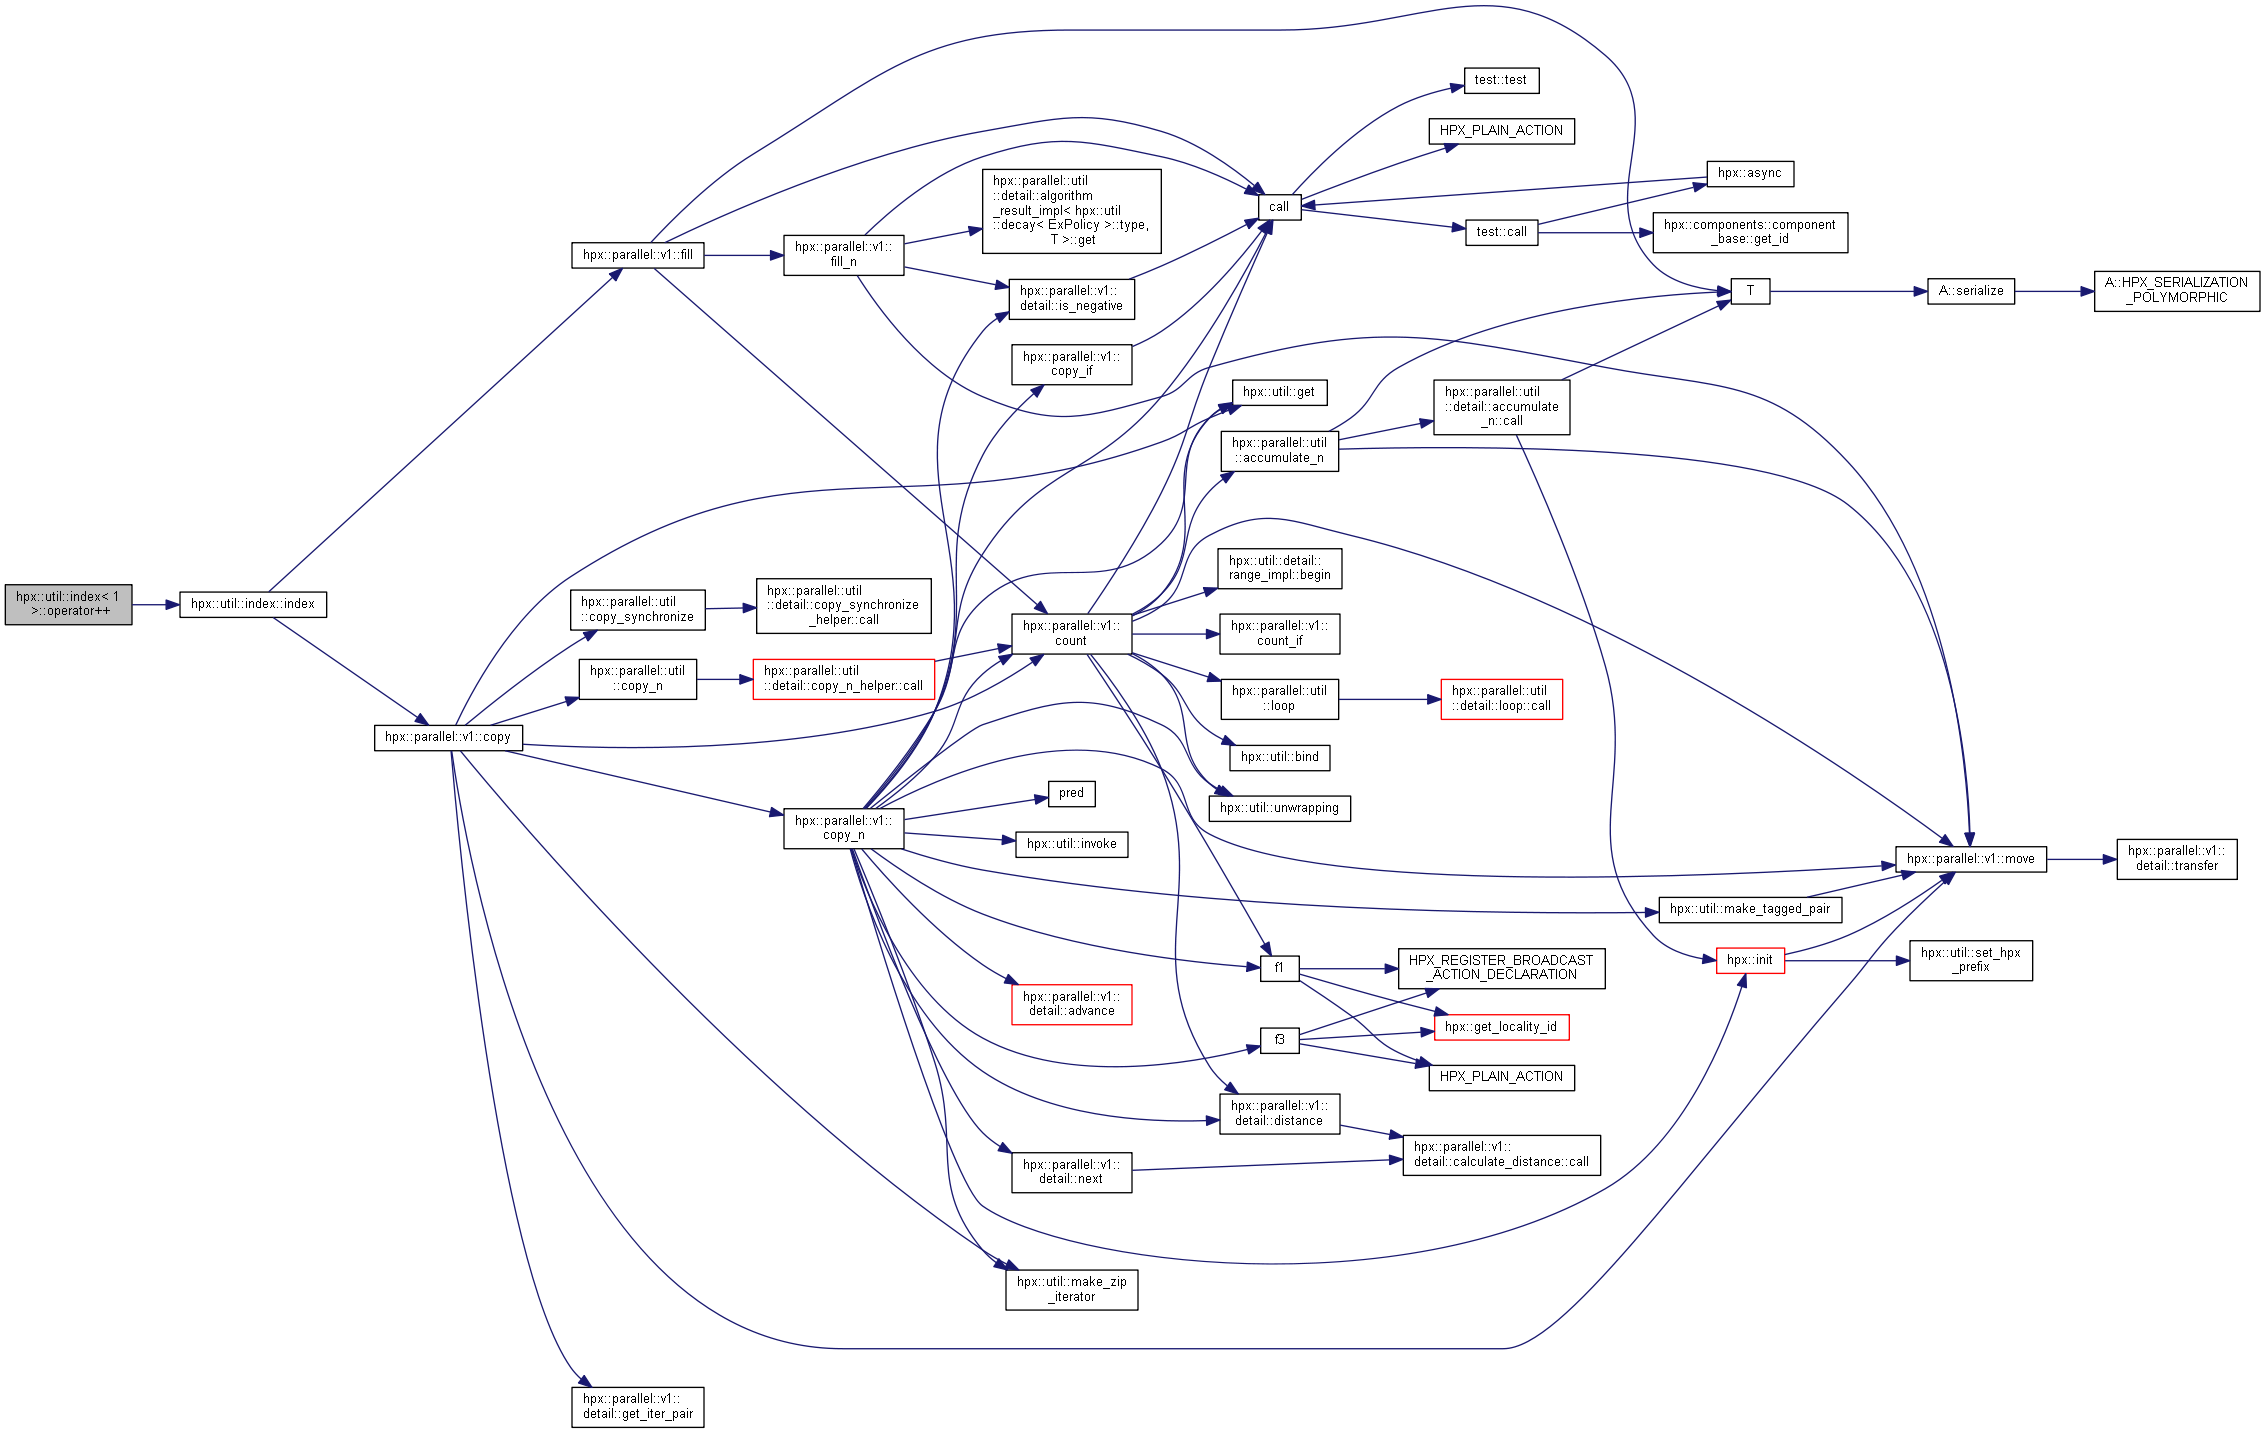 hpx::util::index< 1
>::operator++
hpx::util::index::index
hpx::parallel::v1::fill
hpx::parallel::v1::copy
hpx::parallel::util
::copy_synchronize
hpx::parallel::util
::copy_n
hpx::parallel::v1::
detail::get_iter_pair
hpx::parallel::v1::
fill_n
hpx::parallel::util
::detail::copy_synchronize
_helper::call
hpx::parallel::util
::detail::copy_n_helper::call
hpx::parallel::v1::
copy_n
hpx::parallel::util
::detail::algorithm
_result_impl< hpx::util
::decay< ExPolicy >::type,
T >::get
hpx::parallel::v1::
detail::is_negative
hpx::parallel::v1::
copy_if
hpx::parallel::v1::
count
pred
hpx::util::invoke
hpx::parallel::v1::
detail::advance
hpx::parallel::v1::
detail::next
hpx::util::make_zip
_iterator
call
hpx::util::get
hpx::parallel::util
::accumulate_n
hpx::util::detail::
range_impl::begin
hpx::parallel::v1::
count_if
hpx::parallel::util
::loop
hpx::util::bind
hpx::util::unwrapping
f1
f3
hpx::parallel::v1::
detail::distance
test::test
HPX_PLAIN_ACTION
test::call
hpx::parallel::util
::detail::accumulate
_n::call
hpx::parallel::util
::detail::loop::call
HPX_REGISTER_BROADCAST
_ACTION_DECLARATION
hpx::get_locality_id
HPX_PLAIN_ACTION
hpx::parallel::v1::
detail::calculate_distance::call
hpx::async
hpx::components::component
_base::get_id
T
hpx::util::make_tagged_pair
hpx::init
A::serialize
hpx::parallel::v1::move
hpx::util::set_hpx
_prefix
A::HPX_SERIALIZATION
_POLYMORPHIC
hpx::parallel::v1::
detail::transfer